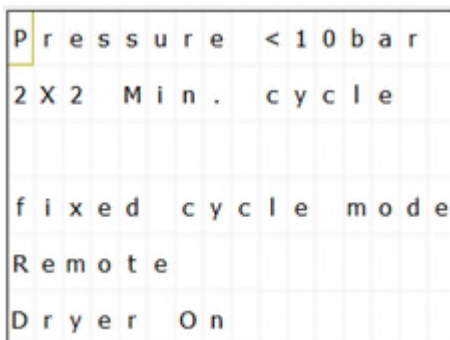 Pressure <10bar
2X2 Min. cycle
fixed cycle mode
Remote
Dryer On